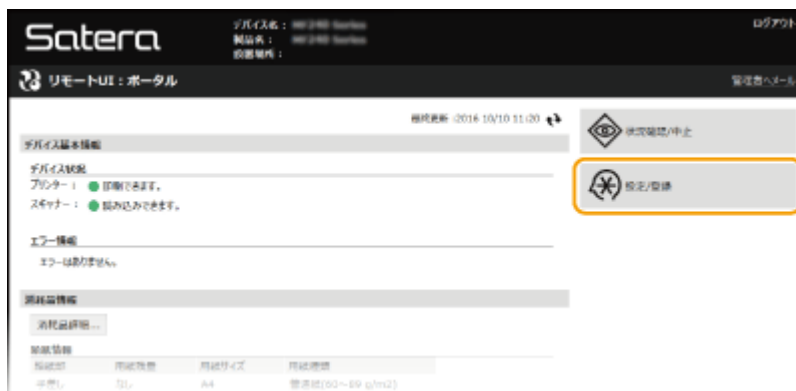 Satera
デバイス名:
製品名:
設置場所:
ログアウト
リモートUI:ポータル
管理者へメール
最終更新 :2016 10/10 11:20
状況確認/中止
デバイス基本情報
設定/登録
デバイス状況
プリンター: 印刷できます。
スキャナー: 読み込みできます。
エラー情報
エラーはありません。
消耗品情報
消耗品詳細...
給紙情報
給紙部 用紙残量 用紙サイズ 用紙種類
手差し なし A4 普通紙(60~89 g/m2)